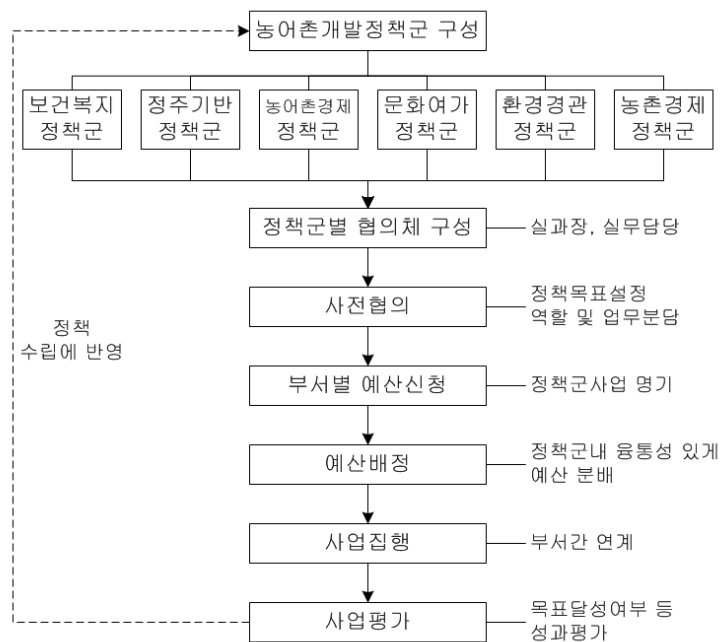 농어촌개발정책군 구성
보건복지
정책군
정주기반
정책군
농어촌경제
정책군
문화여가
정책군
환경경관
정책군
농촌경제
정책군
정책군별 협의체 구성
실과장, 실무담당
사전협의
정책목표설정
역할 및 업무분담
정책
수립에 반영
부서별 예산신청
정책군사업 명기
예산배정
정책군내 융통성 있게
예산 분배
사업집행
부서간 연계
사업평가
목표달성여부 등
성과평가